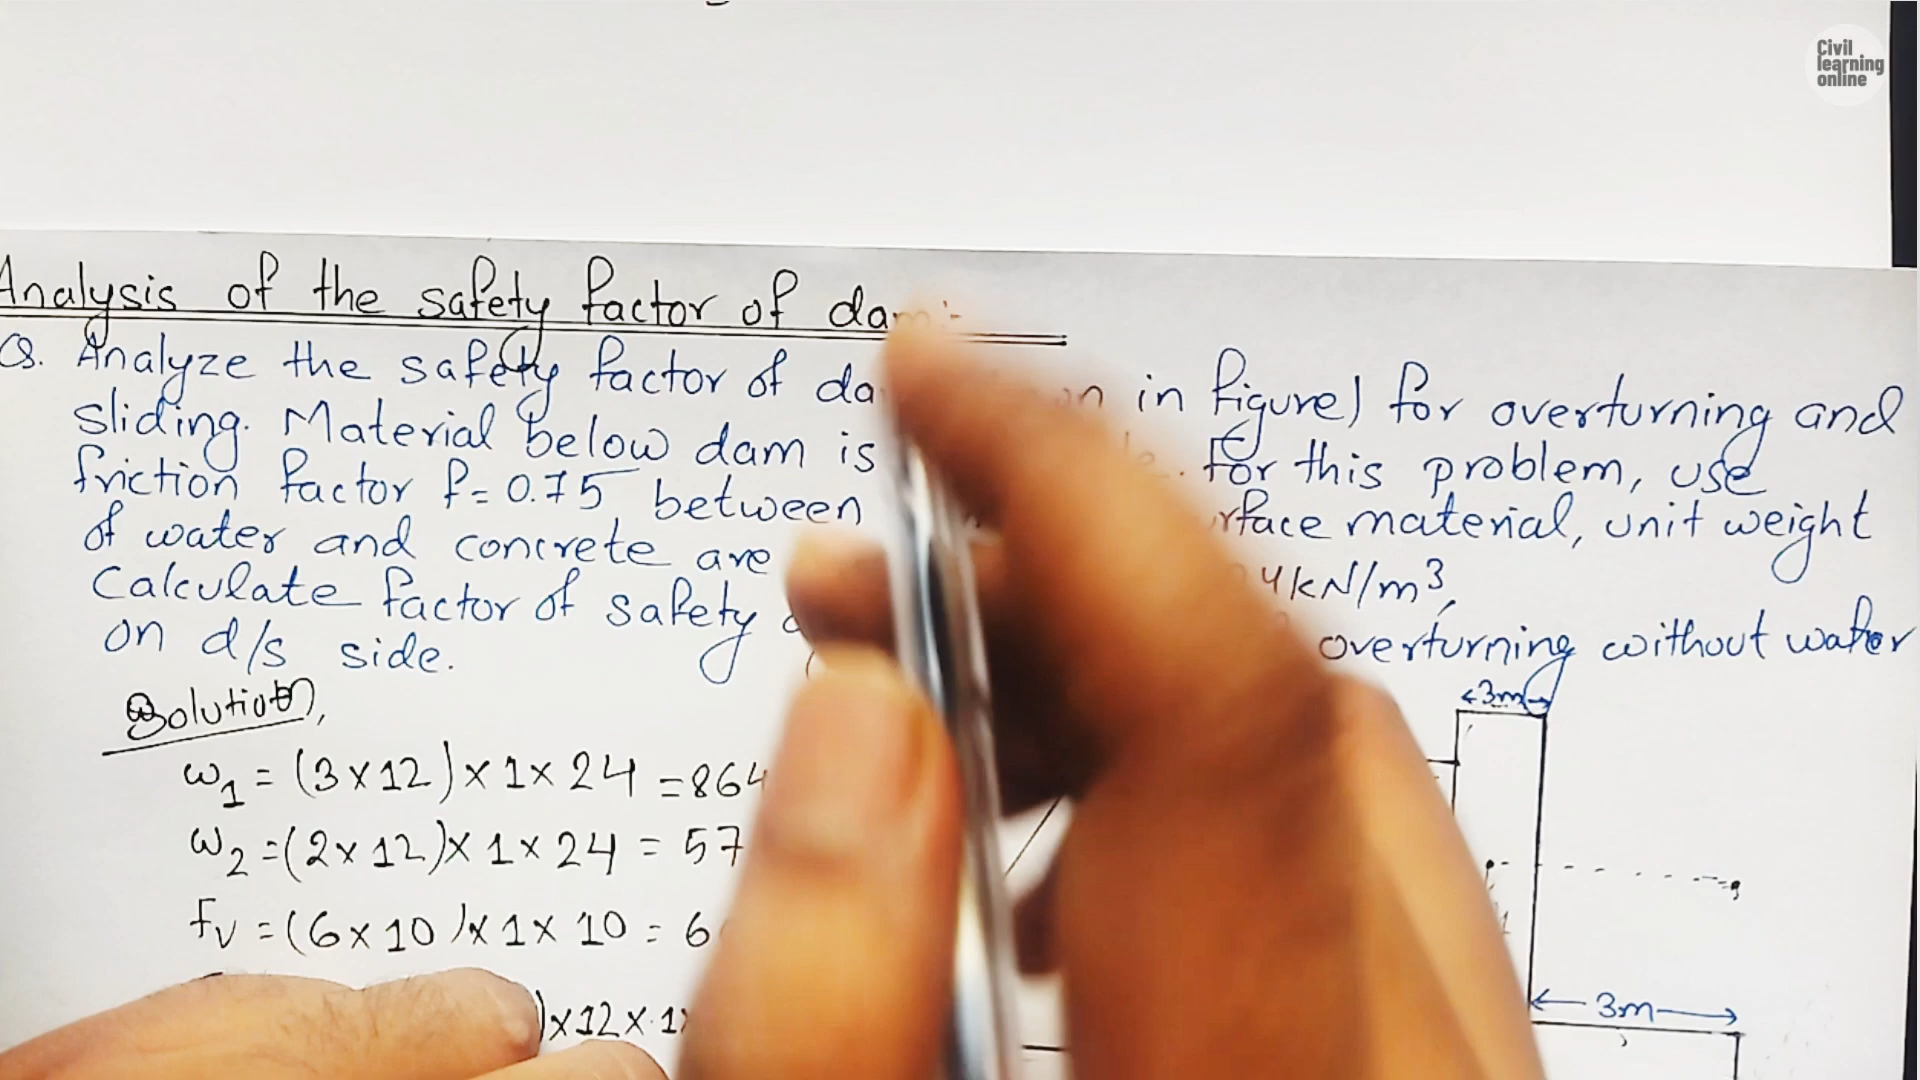 Civil
learning
online
Analysis of the safety factor of dam:-
Q. Analyze the safety factor of in figure) for overturning and
sliding. Material below dam is For this problem, use
friction factor f = 0.75 between material, unit weight
of water and concrete are 4kN/m3,
Calculate factor of safety overturning without water
on d/s side.
Solution,
3m
ω1 = (3×12)×1×24 = 864
ω2 = (2×12)×1×24 = 57
Fv = (6×10)×1×10 = 6
)×12×1×
3m